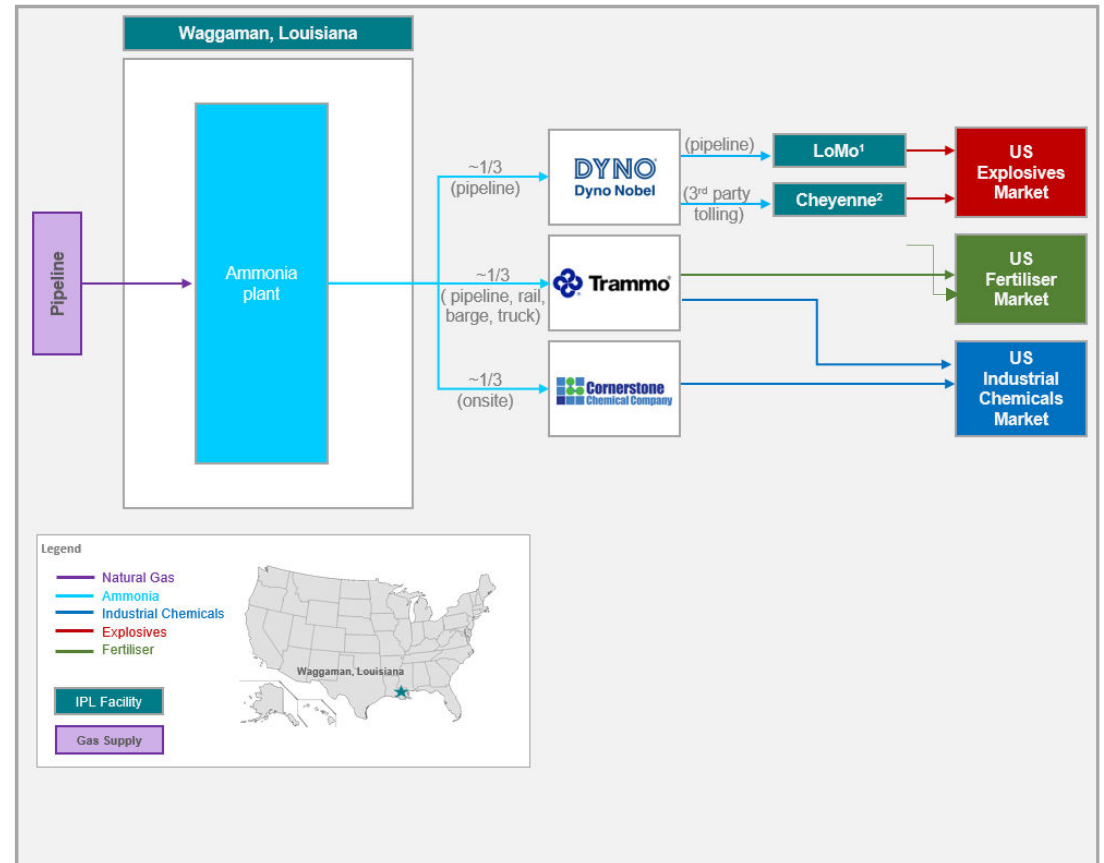 Waggaman, Louisiana
Pipeline
Ammonia
plant
~1/3
(pipeline)
~1/3
( pipeline, rail,
barge, truck)
~1/3
(onsite)
DYNO®
Dyno Nobel
Trammo®
Cornerstone
Chemical Company
(pipeline)
(3rd party
tolling)
LoMo¹
Cheyenne²
US
Explosives
Market
US
Fertiliser
Market
US
Industrial
Chemicals
Market
Legend
Natural Gas
Ammonia
Industrial Chemicals
Explosives
Fertiliser
IPL Facility
Gas Supply
Waggaman, Louisiana